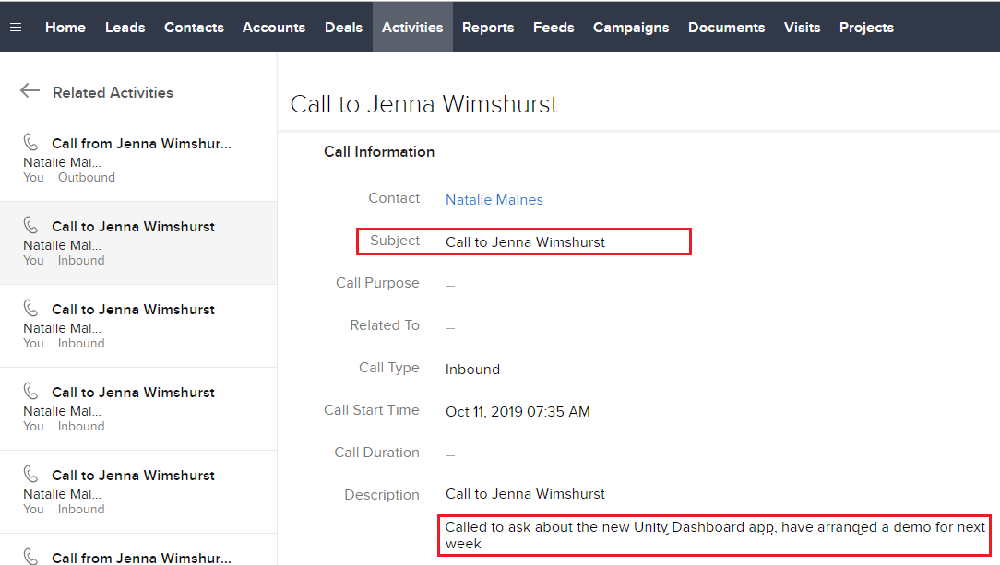 Home Leads Contacts Accounts Deals Activities Reports Feeds Campaigns Documents Visits Projects
Related Activities
Call from Jenna Wimshur...
Natalie Mai...
You Outbound
Call to Jenna Wimshurst
Natalie Mai...
You Inbound
Call to Jenna Wimshurst
Natalie Mai...
You Inbound
Call to Jenna Wimshurst
Natalie Mai...
You Inbound
Call to Jenna Wimshurst
Natalie Mai...
You Inbound
Call from Jenna Wimshur...
Call to Jenna Wimshurst
Call Information
Contact Natalie Maines
Subject Call to Jenna Wimshurst
Call Purpose —
Related To —
Call Type Inbound
Call Start Time Oct 11, 2019 07:35 AM
Call Duration —
Description Call to Jenna Wimshurst
Called to ask about the new Unity Dashboard app, have arranged a demo for next
week